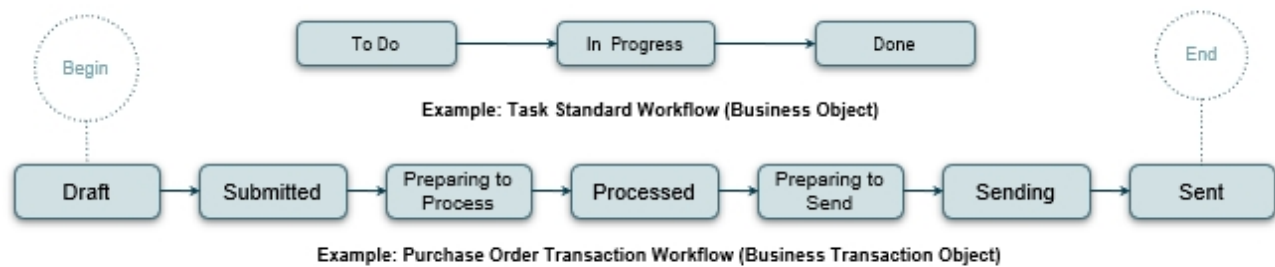 Begin
To Do
In Progress
Done
End
Example: Task Standard Workflow (Business Object)
Draft
Submitted
Preparing to
Process
Processed
Preparing to
Send
Sending
Sent
Example: Purchase Order Transaction Workflow (Business Transaction Object)